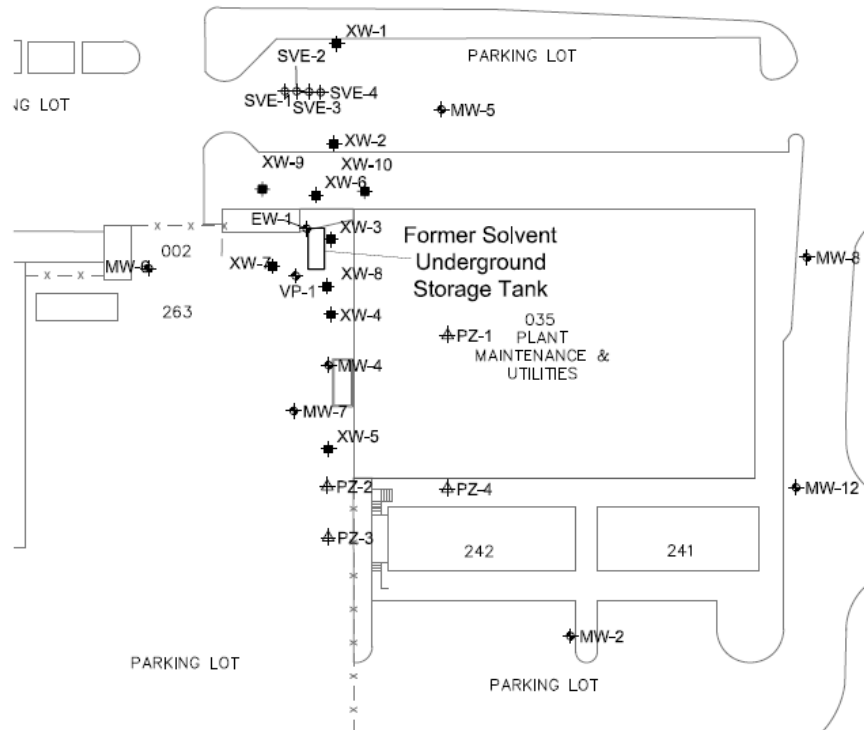 XW-1
SVE-2
PARKING LOT
SVE-1
SVE-3
SVE-4
NG LOT
MW-5
XW-2
XW-9
XW-10
XW-6
EW-1
XW-3
Former Solvent
Underground
Storage Tank
002
MW-6
XW-7
XW-8
VP-1
MW-8
263
XW-4
035
PLANT
MAINTENANCE &
UTILITIES
PZ-1
MW-4
MW-7
XW-5
PZ-2
PZ-4
MW-12
PZ-3
242
241
MW-2
PARKING LOT
PARKING LOT